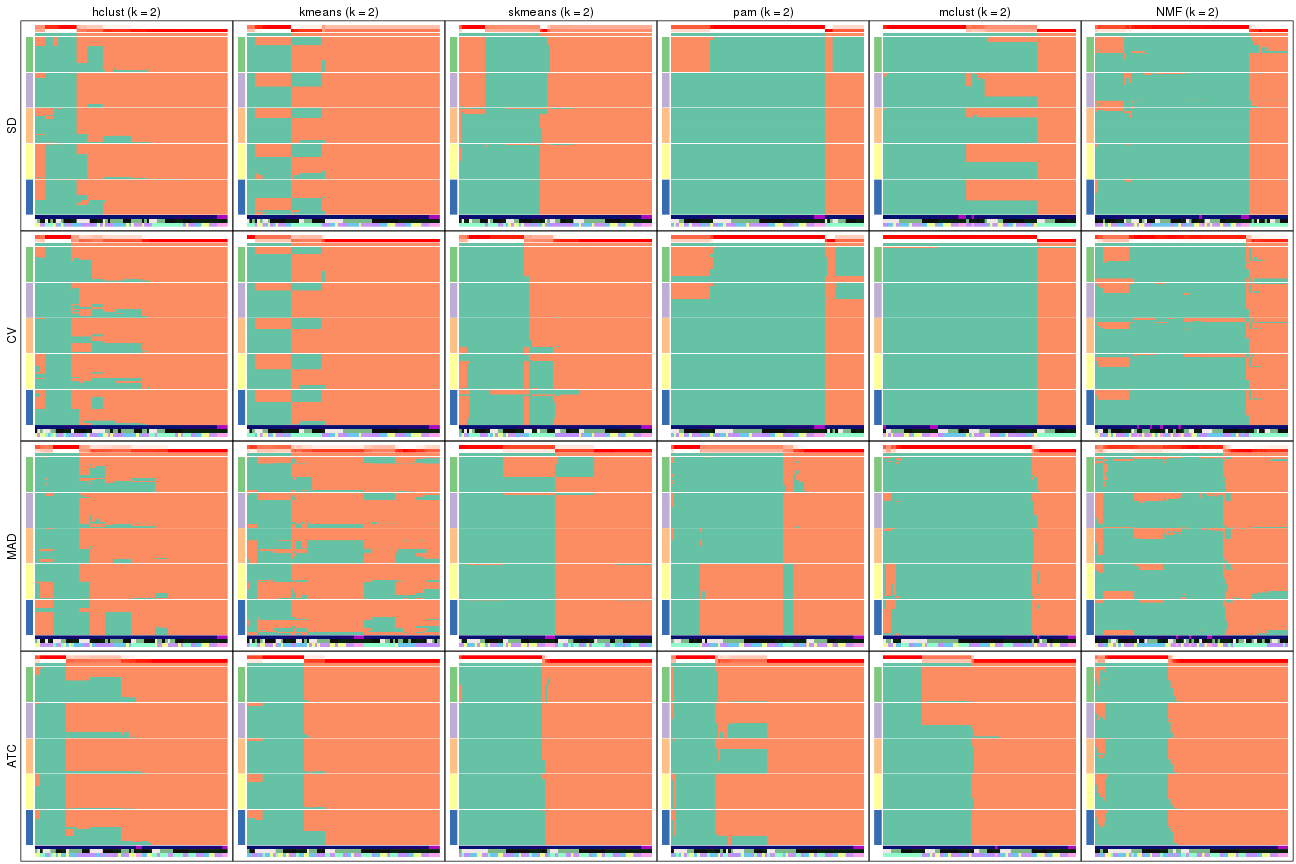 hclust (k = 2) kmeans (k = 2) skmeans (k = 2) pam (k = 2) mclust (k = 2) NMF (k = 2)
SD
CV
MAD
ATC